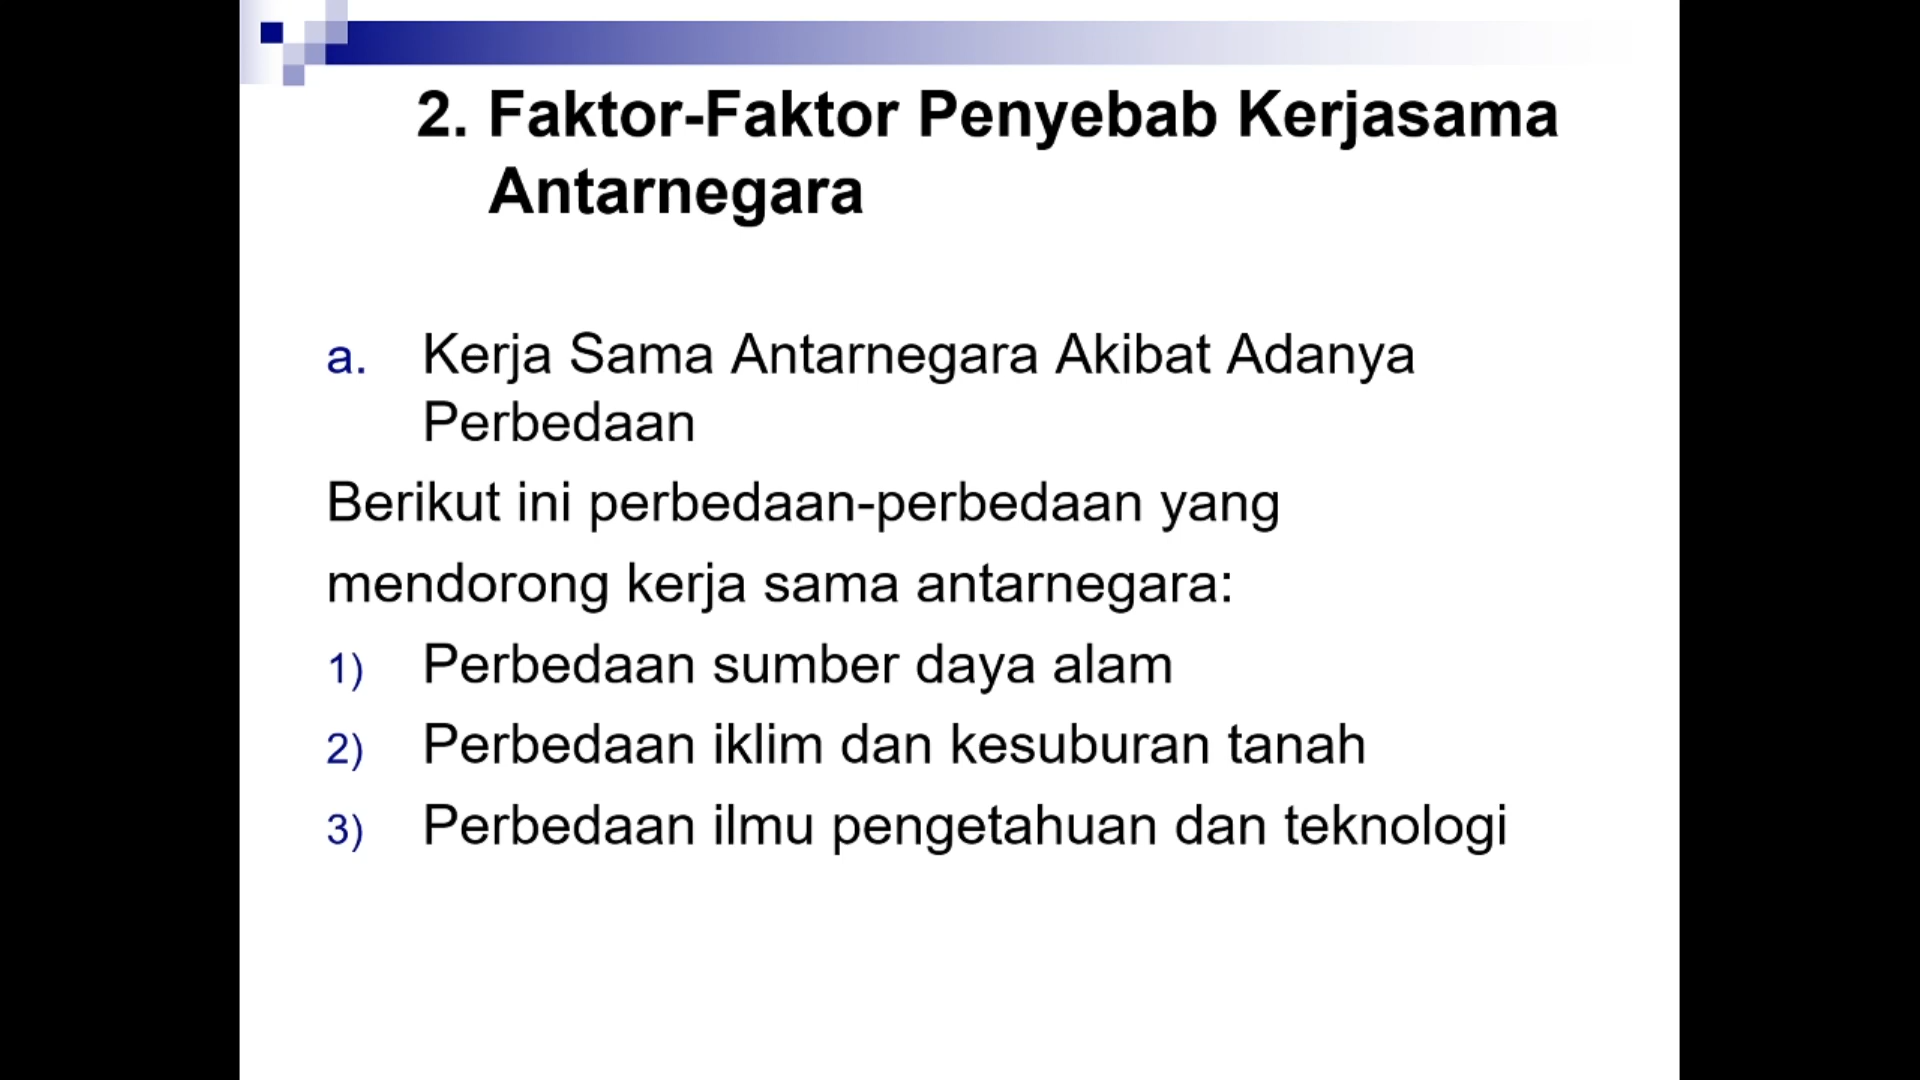 2. Faktor-Faktor Penyebab Kerjasama
Antarnegara
a. Kerja Sama Antarnegara Akibat Adanya
Perbedaan
Berikut ini perbedaan-perbedaan yang
mendorong kerja sama antarnegara:
1) Perbedaan sumber daya alam
2) Perbedaan iklim dan kesuburan tanah
3) Perbedaan ilmu pengetahuan dan teknologi